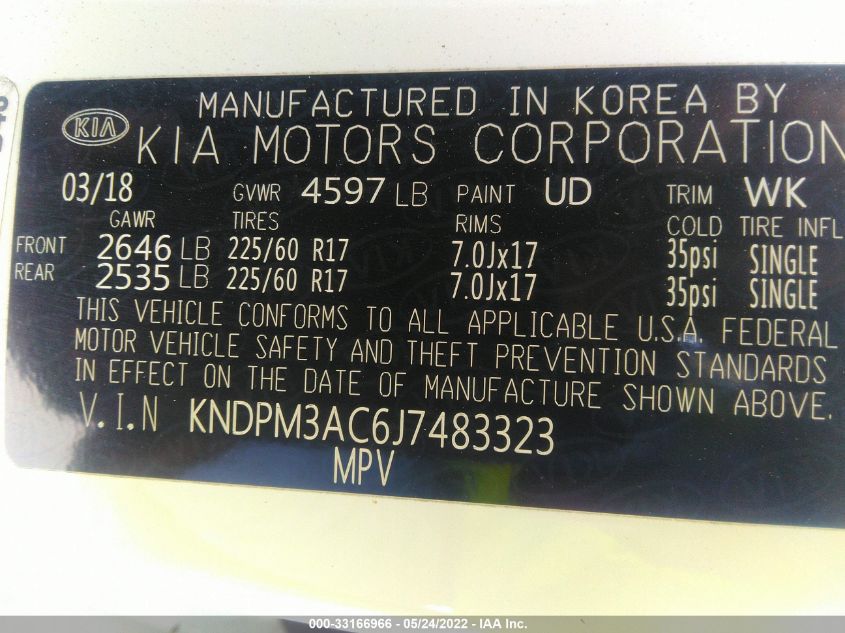 MANUFACTURED IN KOREA BY
KIA KIA MOTORS CORPORATION
03/18 GVWR 4597 LB PAINT UD TRIM WK
GAWR TIRES RIMS COLD TIRE INFL
FRONT 2646 LB 225/60 R17 7.0Jx17 35psi SINGLE
REAR 2535 LB 225/60 R17 7.0Jx17 35psi SINGLE
THIS VEHICLE CONFORMS TO ALL APPLICABLE U.S.A. FEDERAL
MOTOR VEHICLE SAFETY AND THEFT PREVENTION STANDARDS
IN EFFECT ON THE DATE OF MANUFACTURE SHOWN ABOVE.
V.I.N KNDPM3AC6J7483323
MPV
000-33166966 - 05/24/2022 - IAA Inc.